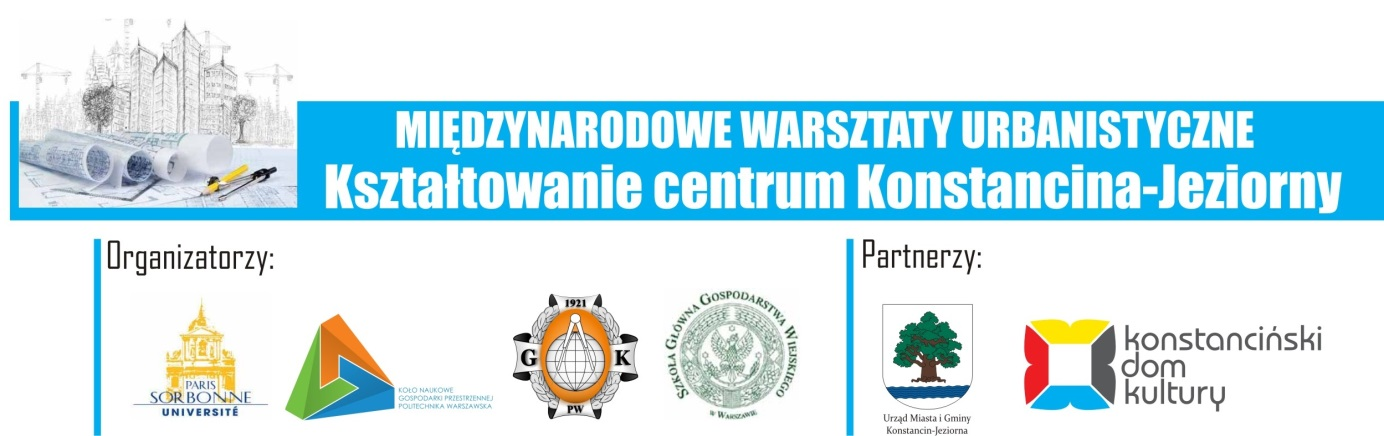 MIĘDZYNARODOWE WARSZTATY URBANISTYCZNE
Kształtowanie centrum Konstancina-Jeziorny
Organizatorzy:
PARIS
SORBONNE
UNIVERSITÉ
KOŁO NAUKOWE
GOSPODARKI PRZESTRZENNEJ
POLITECHNIKA WARSZAWSKA
1921
G K
PW
SZKOŁA GŁÓWNA GOSPODARSTWA WIEJSKIEGO
W WARSZAWIE
Partnerzy:
Urząd Miasta i Gminy
Konstancin-Jeziorna
konstanciński
dom
kultury